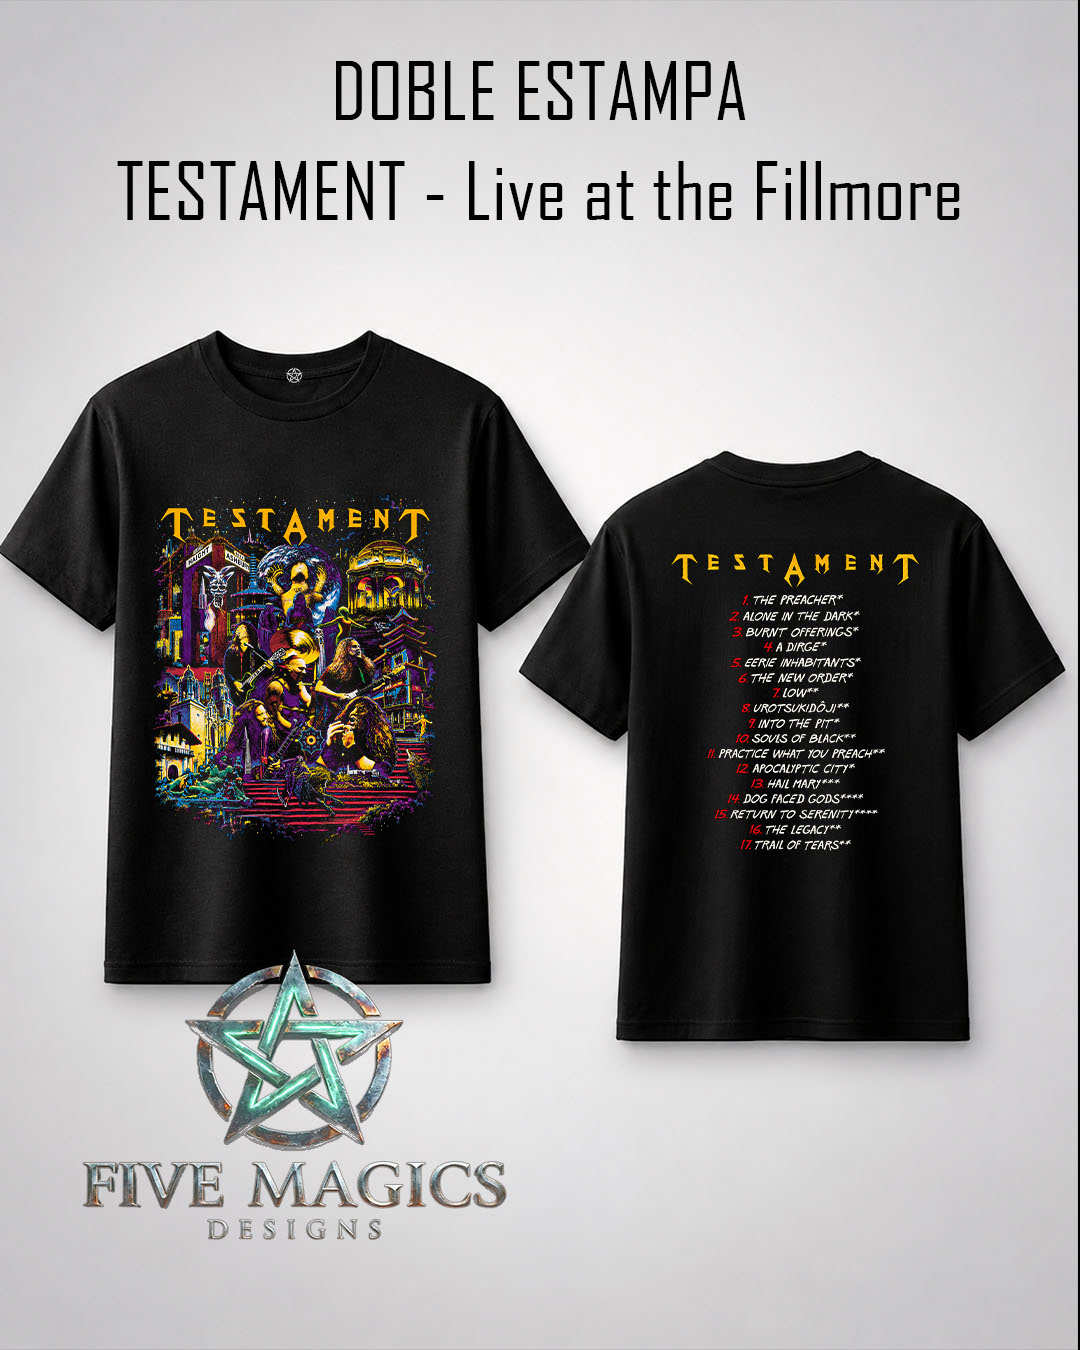 DOBLE ESTAMPA
TESTAMENT - Live at the Fillmore
TESTAMENT
HAIGHT
ASHBURY
TESTAMENT
1. THE PREACHER*
2. ALONE IN THE DARK*
3. BURNT OFFERINGS*
4. A DIRGE*
5. EERIE INHABITANTS*
6. THE NEW ORDER*
7. LOW**
8. UROTSUKIDÔJI**
9. INTO THE PIT*
10. SOULS OF BLACK**
11. PRACTICE WHAT YOU PREACH**
12. APOCALYPTIC CITY*
13. HAIL MARY***
14. DOG FACED GODS****
15. RETURN TO SERENITY****
16. THE LEGACY**
17. TRAIL OF TEARS**
FIVE MAGICS
DESIGNS